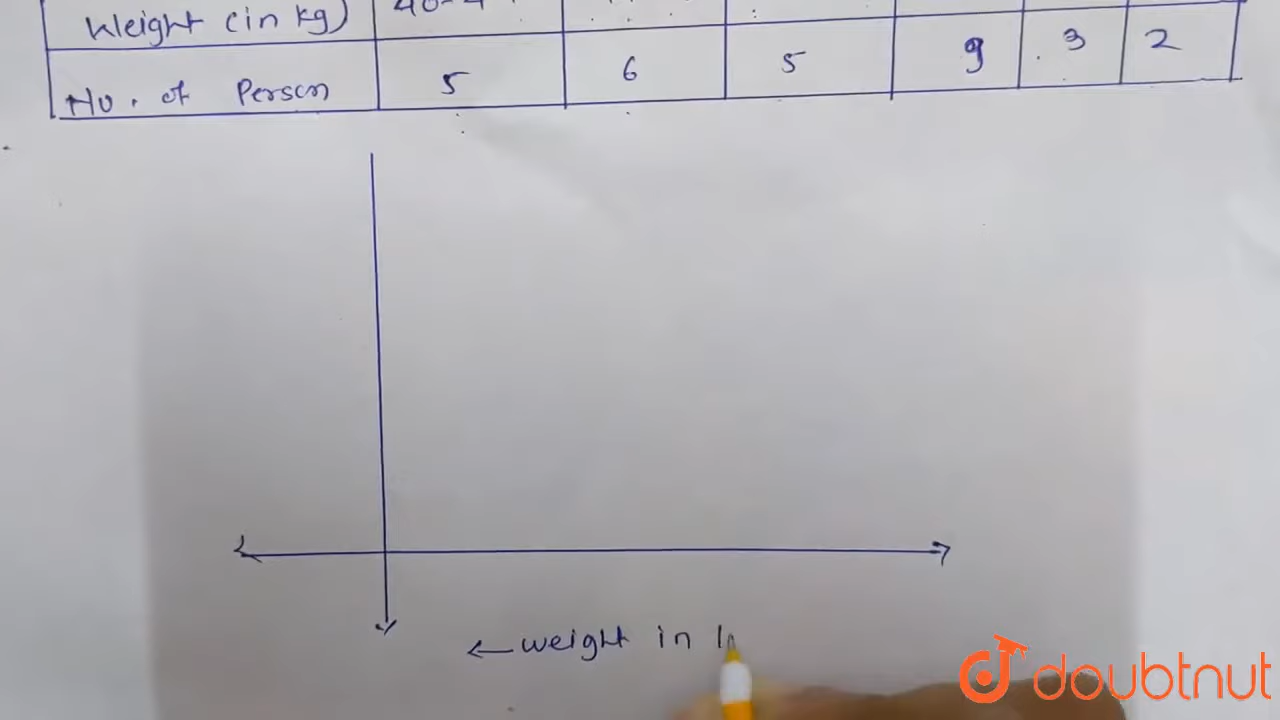 Weight (in kg)
No. of Person 5 6 5 9 3 2
← weight in
doubtnut